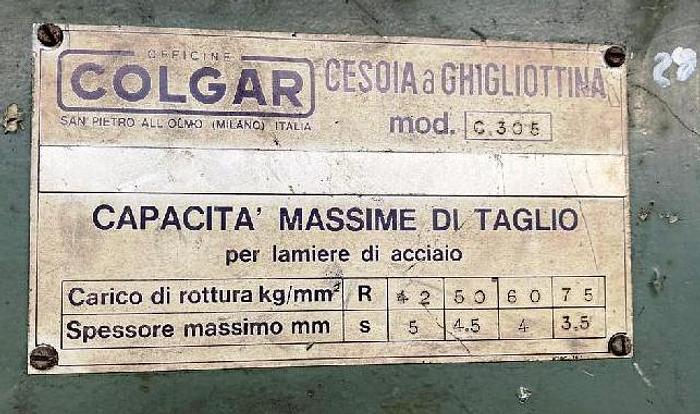 OFFICINE
COLGAR
SAN PIETRO ALL'OLMO (MILANO) ITALIA
CESOIA a GHIGLIOTTINA
mod. C.305
CAPACITA' MASSIME DI TAGLIO
per lamiere di acciaio
Carico di rottura kg/mm² R 42 50 60 75
Spessore massimo mm s 5 4.5 4 3.5